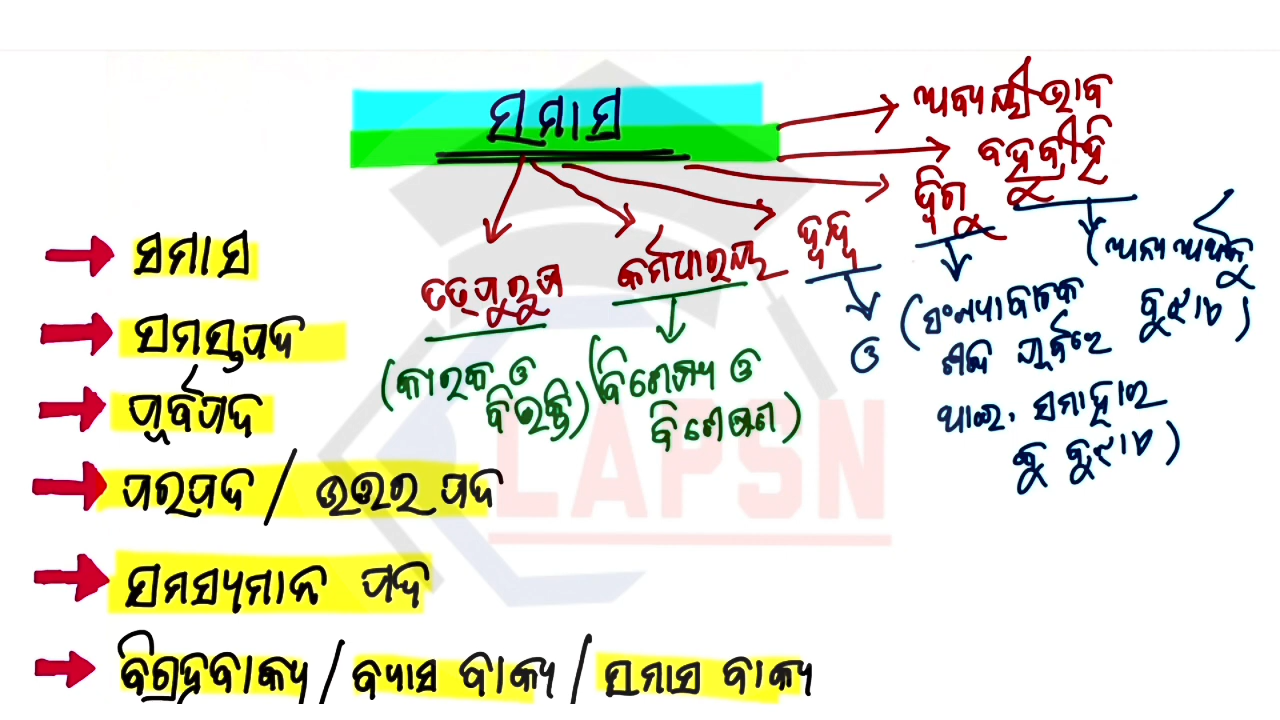 ସମାସ
ଅବ୍ୟୟୀଭାବ
ବହୁବ୍ରୀହି
ଦ୍ୱିଗୁ
ଦ୍ୱନ୍ଦ୍ୱ
କର୍ମଧାରୟ
ତତ୍ପୁରୁଷ
(କାରକ ଓ
ବିଭକ୍ତି)
(ବିଶେଷ୍ୟ ଓ
ବିଶେଷଣ)
ଓ
(ସଂଖ୍ୟାବାଚକ
ଶବ୍ଦ ପୂର୍ବରେ
ଥାଇ, ସମାହାର
କୁ ବୁଝାଏ)
(ଅନ୍ୟ ଅର୍ଥକୁ
ବୁଝାଏ)
ସମାସ
ସମସ୍ତପଦ
ପୂର୍ବପଦ
ପରପଦ / ଉତ୍ତର ପଦ
ସମସ୍ୟମାନ ପଦ
ବିଗ୍ରହବାକ୍ୟ / ବ୍ୟାସ ବାକ୍ୟ / ସମାସ ବାକ୍ୟ
LAPSN